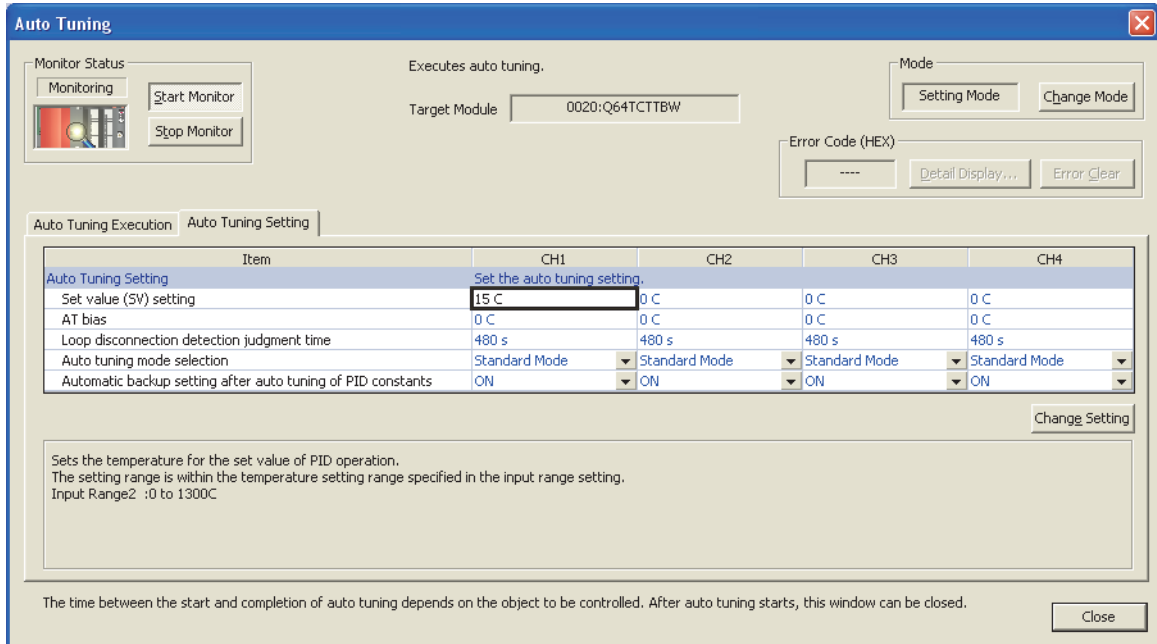 Auto Tuning
Monitor Status
Monitoring
Start Monitor
Stop Monitor
Executes auto tuning.
Target Module 0020:Q64TCTTBW
Mode
Setting Mode Change Mode
Error Code (HEX)
---- Detail Display... Error Clear
Auto Tuning Execution Auto Tuning Setting
Item CH1 CH2 CH3 CH4
Auto Tuning Setting Set the auto tuning setting.
Set value (SV) setting 15 C 0 C 0 C 0 C
AT bias 0 C 0 C 0 C 0 C
Loop disconnection detection judgment time 480 s 480 s 480 s 480 s
Auto tuning mode selection Standard Mode Standard Mode Standard Mode Standard Mode
Automatic backup setting after auto tuning of PID constants ON ON ON ON
Change Setting
Sets the temperature for the set value of PID operation.
The setting range is within the temperature setting range specified in the input range setting.
Input Range2 :0 to 1300C
The time between the start and completion of auto tuning depends on the object to be controlled. After auto tuning starts, this window can be closed.
Close